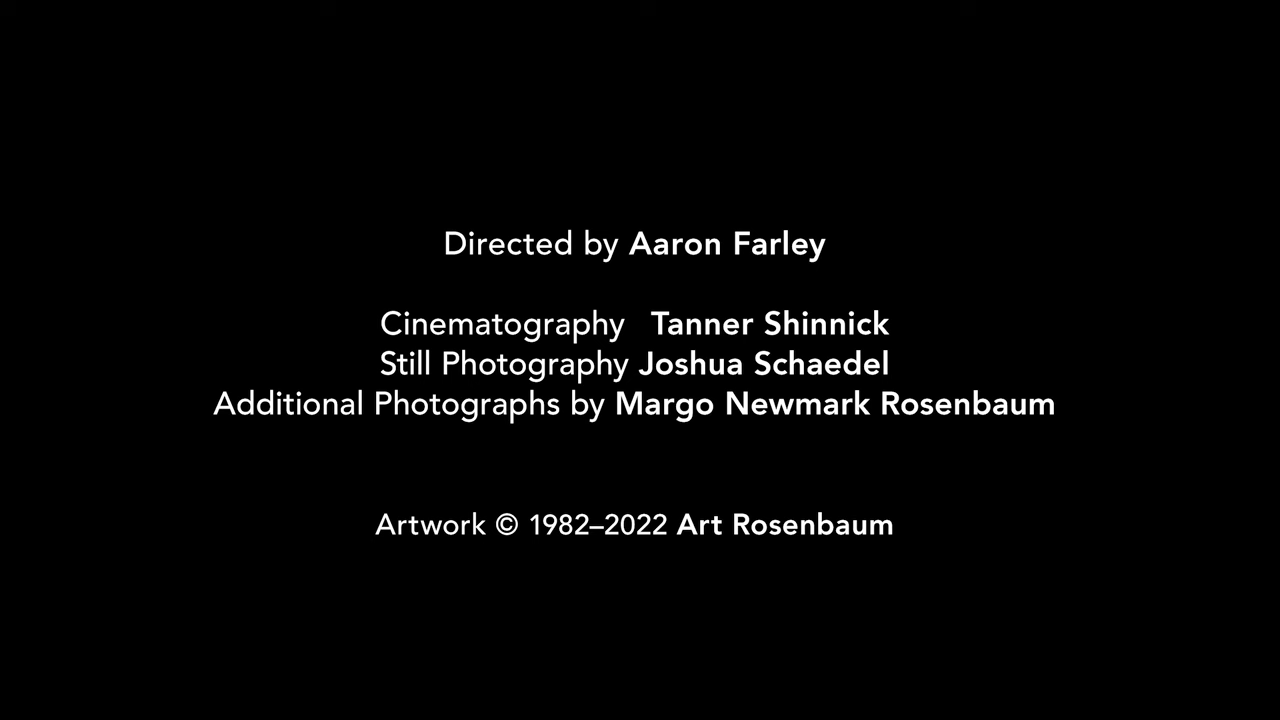 Directed by Aaron Farley
Cinematography Tanner Shinnick
Still Photography Joshua Schaedel
Additional Photographs by Margo Newmark Rosenbaum
Artwork © 1982–2022 Art Rosenbaum